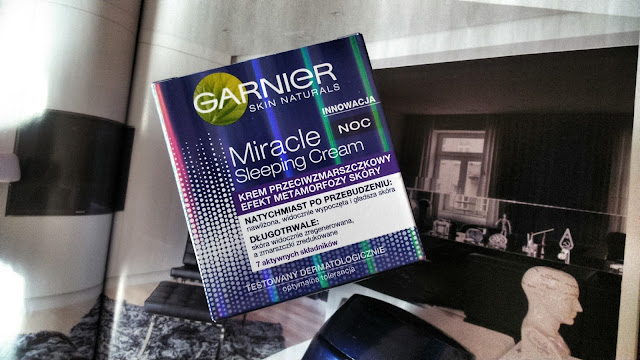 GARNIER
SKIN NATURALS
INNOWACJA
NOC
Miracle
Sleeping Cream
KREM PRZECIWZMARSZCZKOWY
EFEKT METAMORFOZY SKÓRY
NATYCHMIAST PO PRZEBUDZENIU:
nawilżona, widocznie wypoczęta i gładsza skóra
DŁUGOTRWALE:
skóra widocznie zregenerowana,
a zmarszczki zredukowane
7 aktywnych składników
TESTOWANY DERMATOLOGICZNIE
optymalna tolerancja